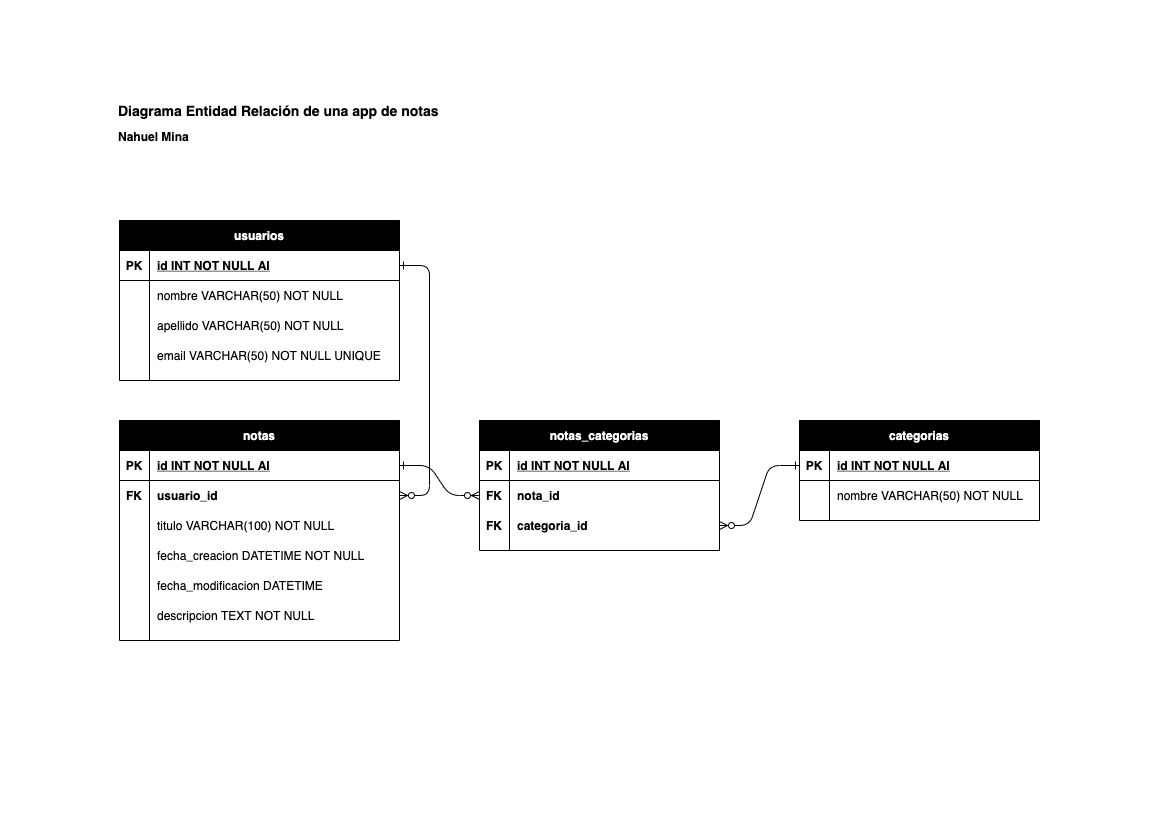 Diagrama Entidad Relación de una app de notas
Nahuel Mina
usuarios
PK id INT NOT NULL AI
nombre VARCHAR(50) NOT NULL
apellido VARCHAR(50) NOT NULL
email VARCHAR(50) NOT NULL UNIQUE
notas
PK id INT NOT NULL AI
FK usuario_id
titulo VARCHAR(100) NOT NULL
fecha_creacion DATETIME NOT NULL
fecha_modificacion DATETIME
descripcion TEXT NOT NULL
notas_categorias
PK id INT NOT NULL AI
FK nota_id
FK categoria_id
categorias
PK id INT NOT NULL AI
nombre VARCHAR(50) NOT NULL